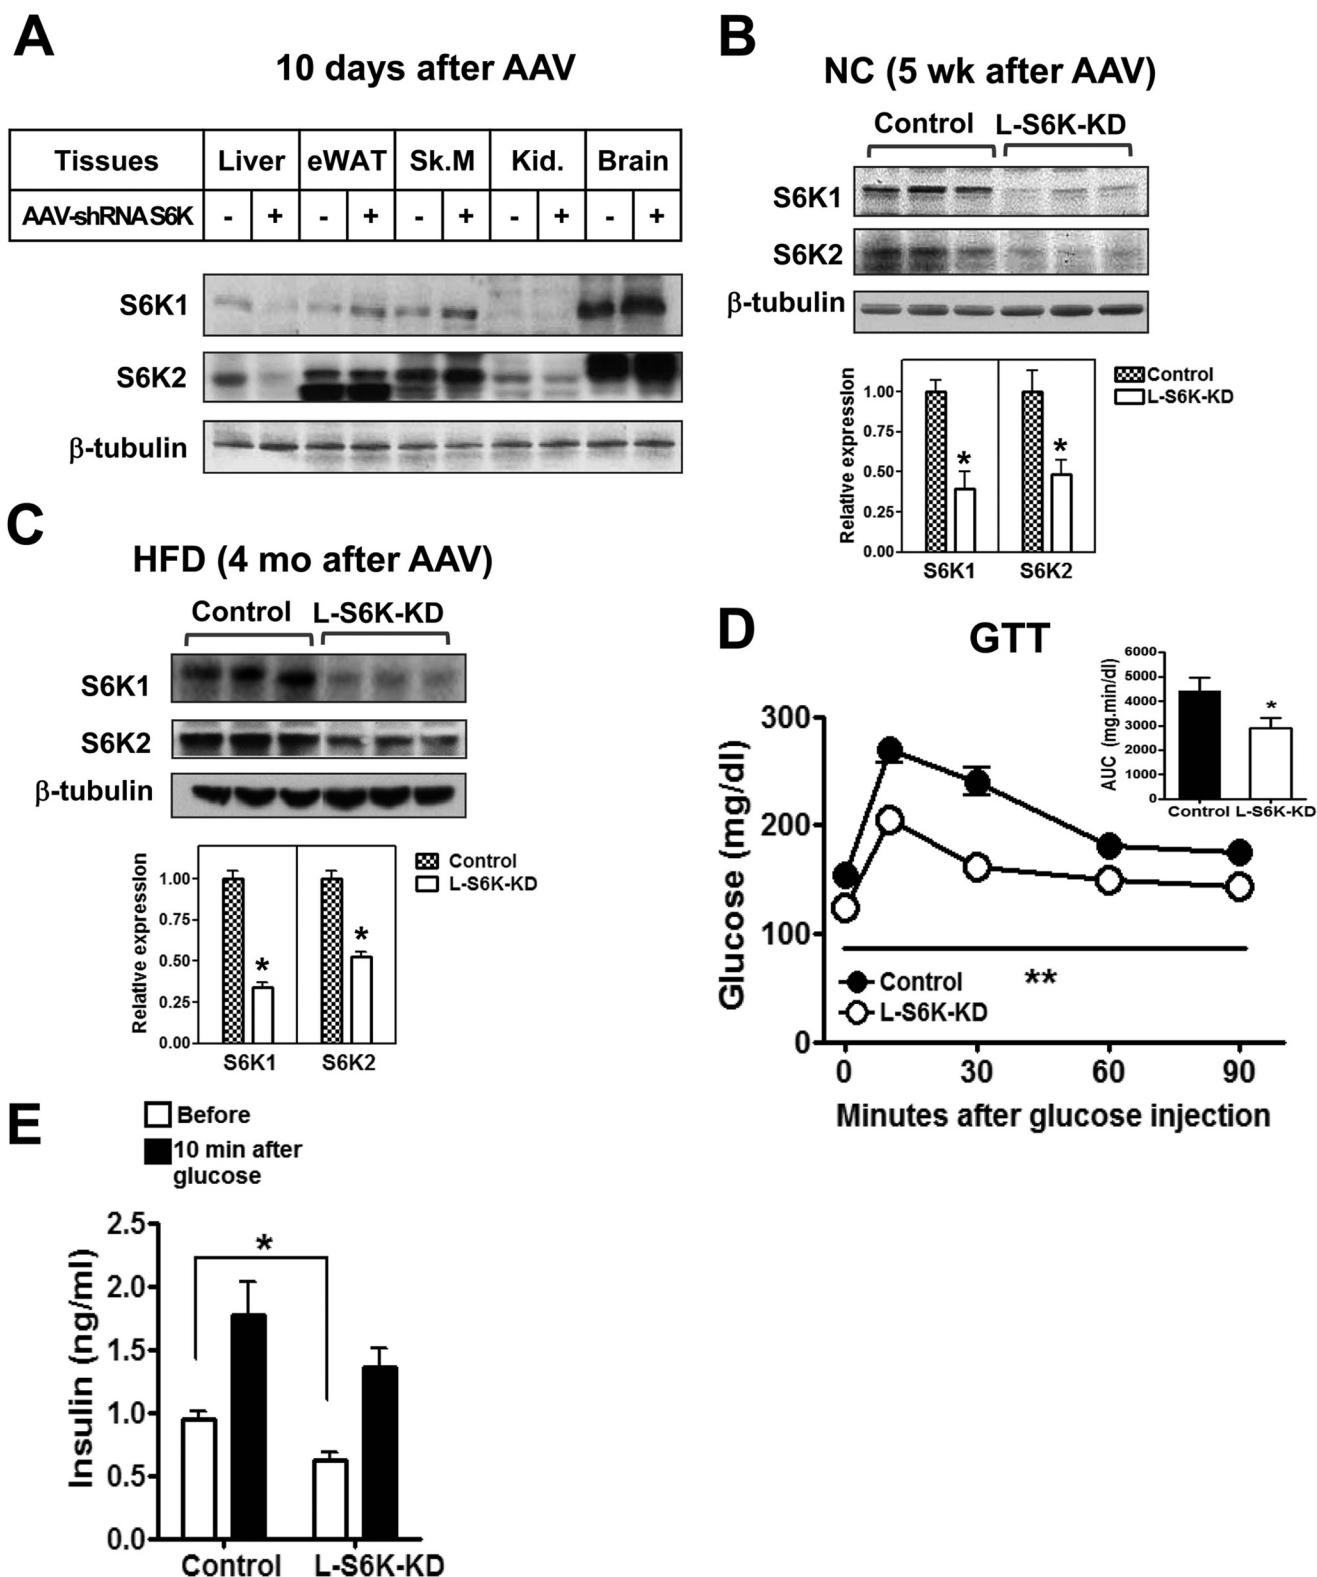 A
10 days after AAV
Tissues Liver eWAT Sk.M Kid. Brain
AAV-shRNA S6K - + - + - + - + - +
S6K1
S6K2
β-tubulin
B
NC (5 wk after AAV)
Control L-S6K-KD
S6K1
S6K2
β-tubulin
Relative expression
1.00
0.75
0.50
0.25
0.00
* *
S6K1 S6K2
Control
L-S6K-KD
C
HFD (4 mo after AAV)
Control L-S6K-KD
S6K1
S6K2
β-tubulin
Relative expression
1.00
0.75
0.50
0.25
0.00
* *
S6K1 S6K2
Control
L-S6K-KD
D
GTT
Glucose (mg/dl)
300
200
100
0
0 30 60 90
Minutes after glucose injection
**
Control
L-S6K-KD
AUC (mg.min/dl)
6000
5000
4000
3000
2000
1000
0
*
Control L-S6K-KD
E
Before
10 min after
glucose
Insulin (ng/ml)
2.5
2.0
1.5
1.0
0.5
0.0
*
Control L-S6K-KD